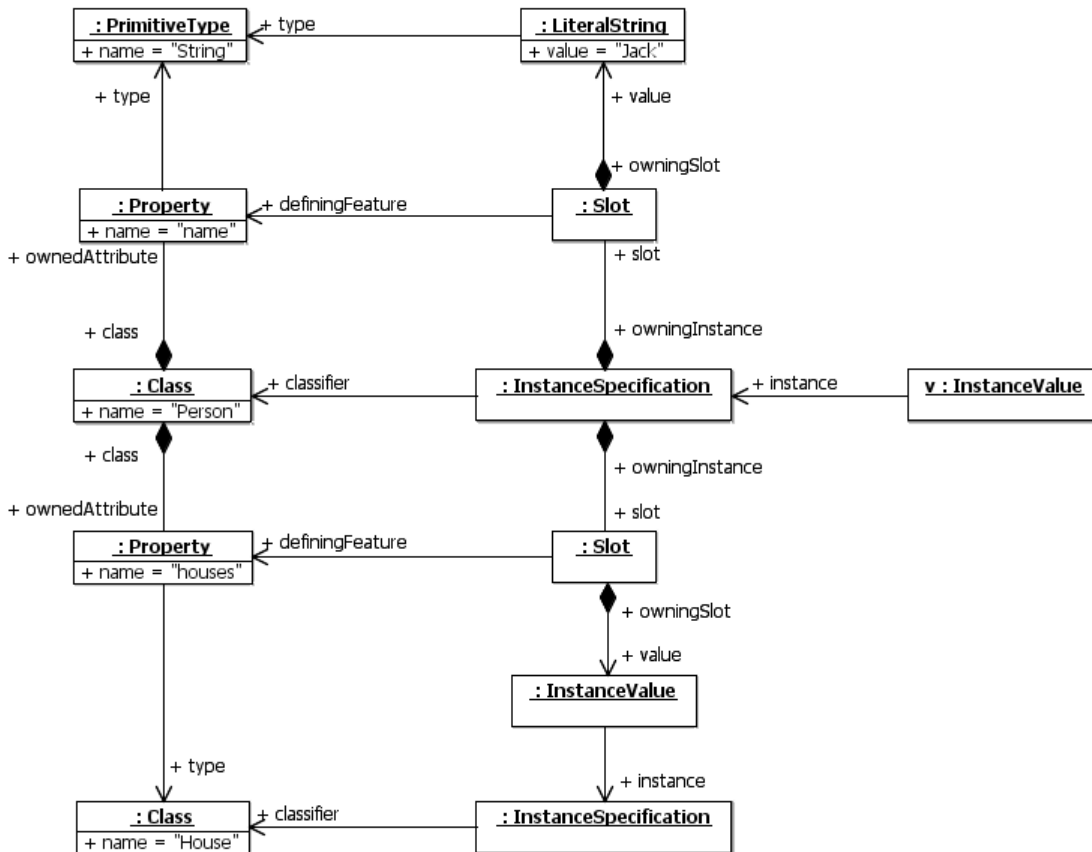 : PrimitiveType
+ name = "String"
+ type
: LiteralString
+ value = "Jack"
+ type
+ value
+ owningSlot
: Property
+ name = "name"
+ definingFeature
: Slot
+ ownedAttribute
+ slot
+ class
+ owningInstance
: Class
+ name = "Person"
+ classifier
: InstanceSpecification
+ instance
v : InstanceValue
+ class
+ owningInstance
+ ownedAttribute
+ slot
: Property
+ name = "houses"
+ definingFeature
: Slot
+ owningSlot
+ value
: InstanceValue
+ type
+ instance
: Class
+ name = "House"
+ classifier
: InstanceSpecification